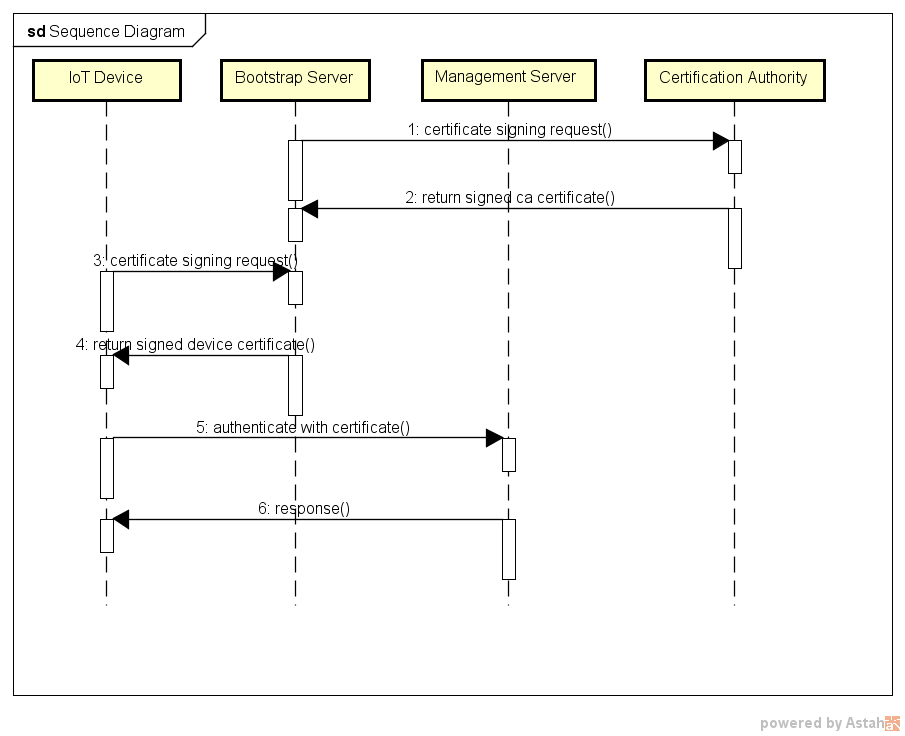 sd Sequence Diagram
IoT Device
Bootstrap Server
Management Server
Certification Authority
1: certificate signing request()
2: return signed ca certificate()
3: certificate signing request()
4: return signed device certificate()
5: authenticate with certificate()
6: response()
powered by Astah